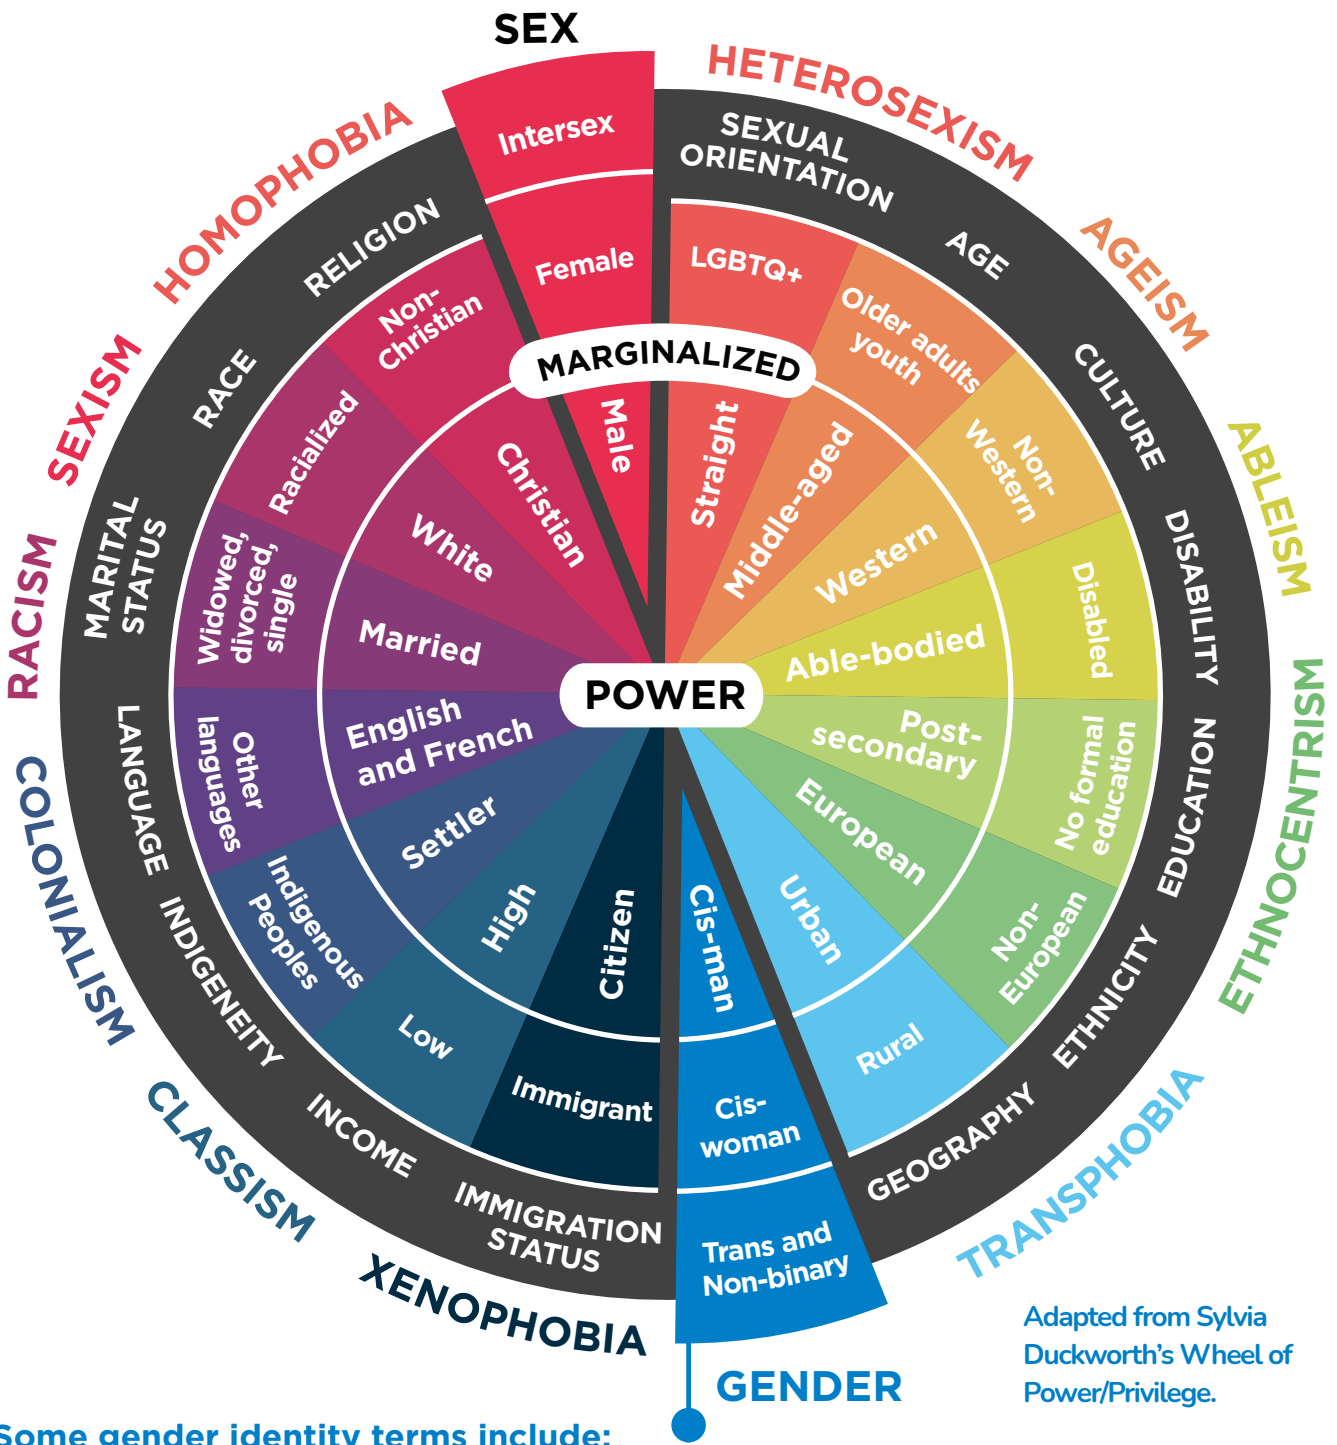 SEX
HETEROSEXISM
AGEISM
ABLEISM
ETHNOCENTRISM
TRANSPHOBIA
XENOPHOBIA
CLASSISM
COLONIALISM
RACISM
SEXISM
HOMOPHOBIA
SEXUAL
ORIENTATION
AGE
CULTURE
DISABILITY
EDUCATION
ETHNICITY
GEOGRAPHY
IMMIGRATION
STATUS
INCOME
INDIGENEITY
LANGUAGE
MARITAL
STATUS
RACE
RELIGION
Intersex
Female
Male
LGBTQ+
Straight
Older adults
youth
Middle-aged
Non-
Western
Western
Disabled
Able-bodied
No formal
education
Post-
secondary
Non-
European
European
Rural
Urban
Cis-man
Cis-
woman
Trans and
Non-binary
Immigrant
Citizen
Low
High
Indigenous
Peoples
Settler
Other
languages
English
and French
Widowed,
divorced,
single
Married
Racialized
White
Non-
Christian
Christian
MARGINALIZED
POWER
GENDER
Adapted from Sylvia
Duckworth's Wheel of
Power/Privilege.
Some gender identity terms include: